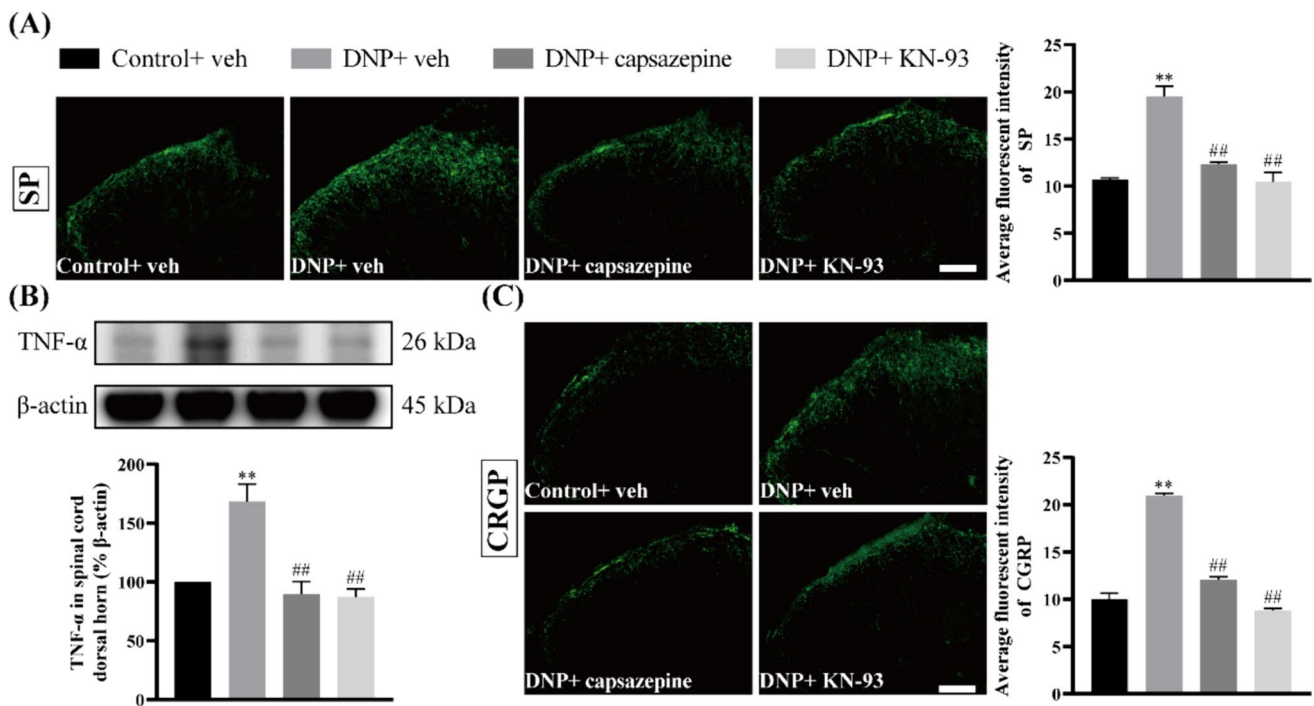 (A)
Control+ veh
DNP+ veh
DNP+ capsazepine
DNP+ KN-93
SP
Control+ veh
DNP+ veh
DNP+ capsazepine
DNP+ KN-93
Average fluorescent intensity
of SP
25
20
15
10
5
0
**
##
##
(B)
TNF-α
26 kDa
β-actin
45 kDa
TNF-α in spinal cord
dorsal horn (% β-actin)
200
150
100
50
0
**
##
##
(C)
CRGP
Control+ veh
DNP+ veh
DNP+ capsazepine
DNP+ KN-93
Average fluorescent intensity
of CGRP
25
20
15
10
5
0
**
##
##